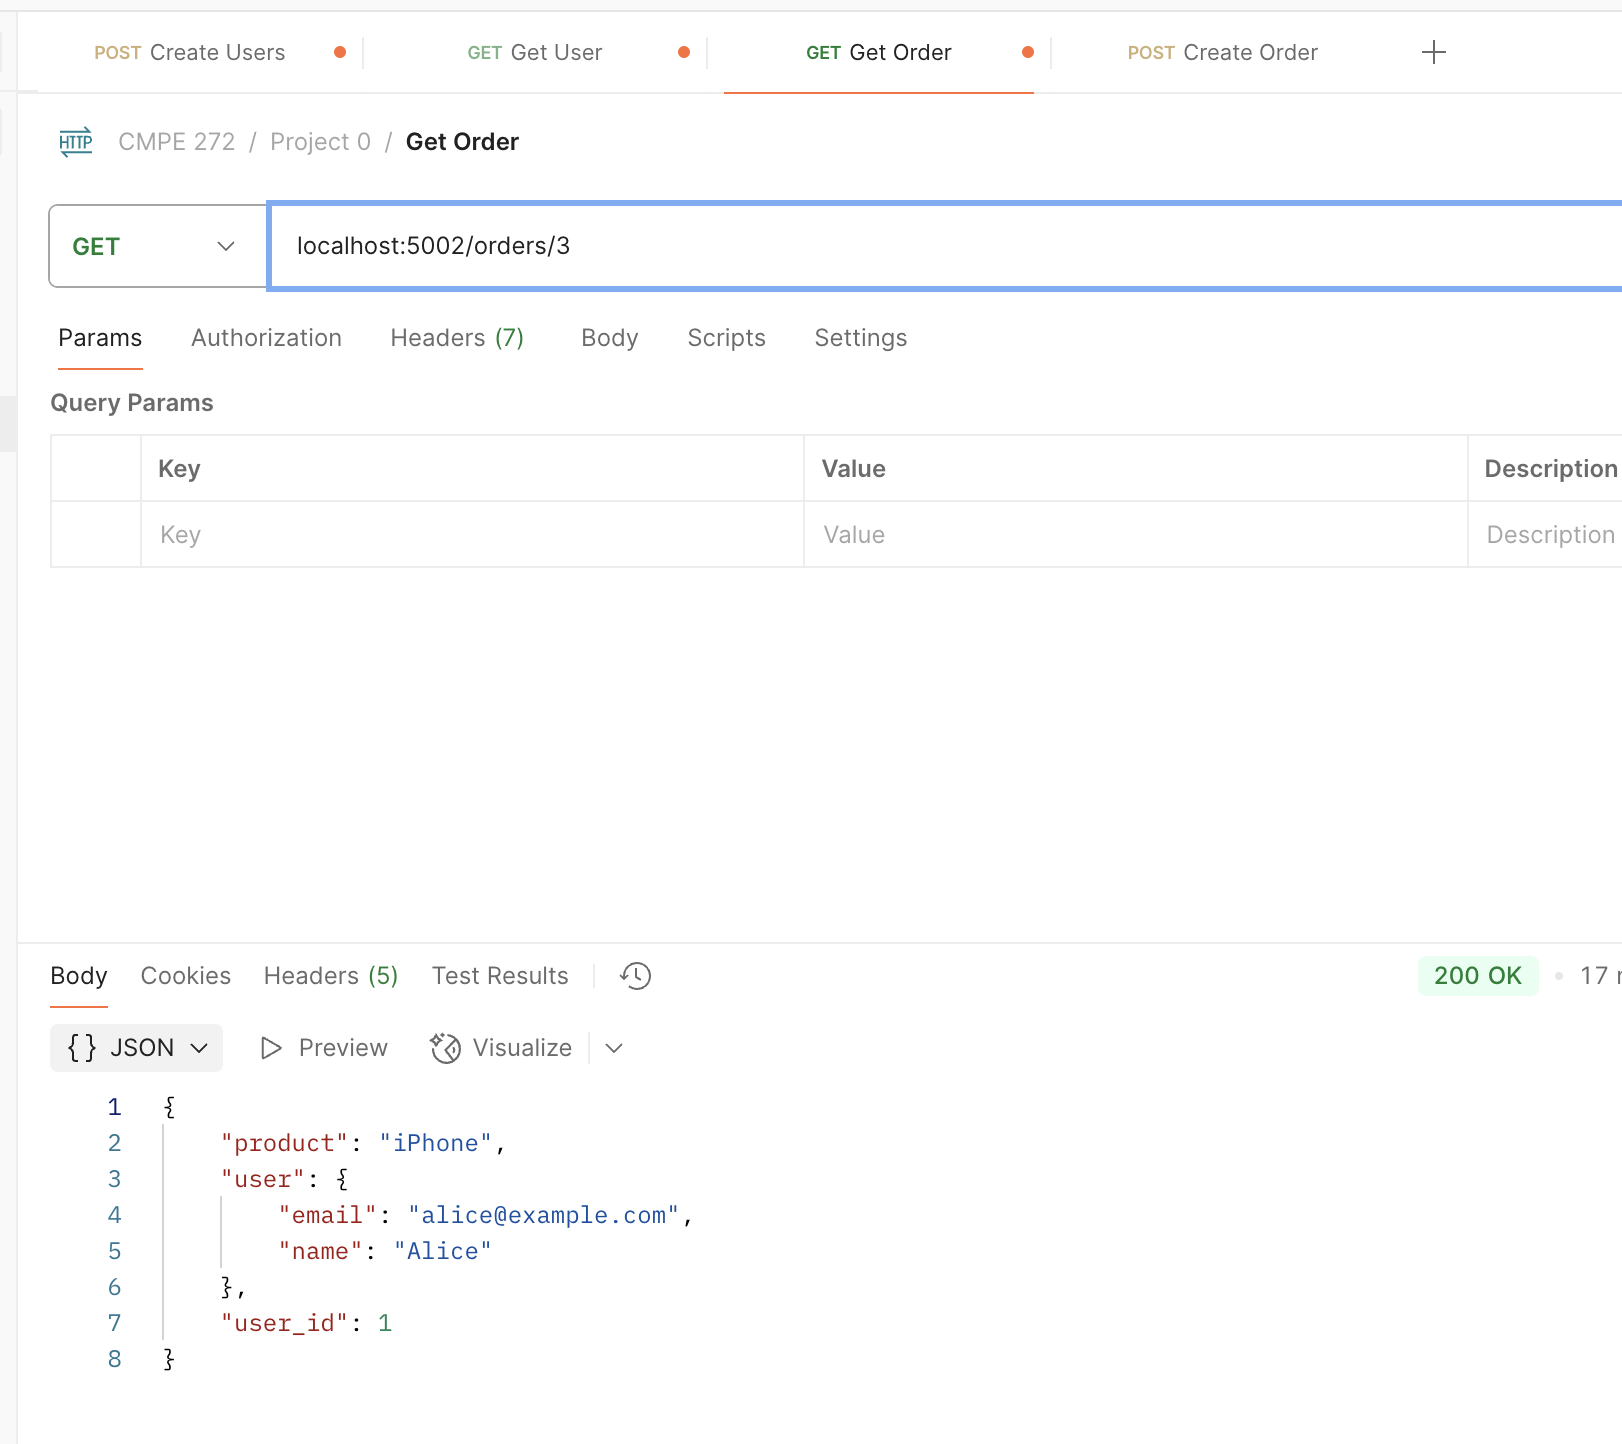 POST Create Users GET Get User GET Get Order POST Create Order
HTTP CMPE 272 / Project 0 / Get Order
GET localhost:5002/orders/3
Params Authorization Headers (7) Body Scripts Settings
Query Params
Key Value Description
Key Value Description
Body Cookies Headers (5) Test Results 200 OK • 17
{} JSON Preview Visualize
1 {
2 "product": "iPhone",
3 "user": {
4 "email": "alice@example.com",
5 "name": "Alice"
6 },
7 "user_id": 1
8 }